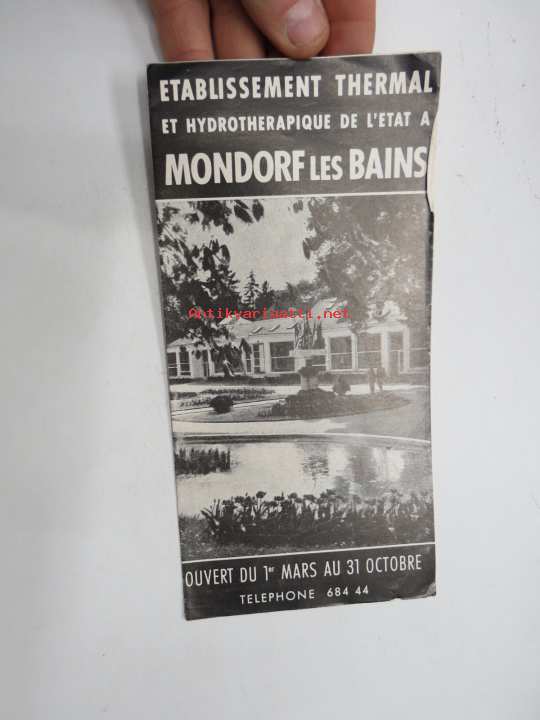 ETABLISSEMENT THERMAL
ET HYDROTHERAPIQUE DE L'ETAT A
MONDORF LES BAINS
Antikvariaatti.net
OUVERT DU 1er MARS AU 31 OCTOBRE
TELEPHONE 684 44